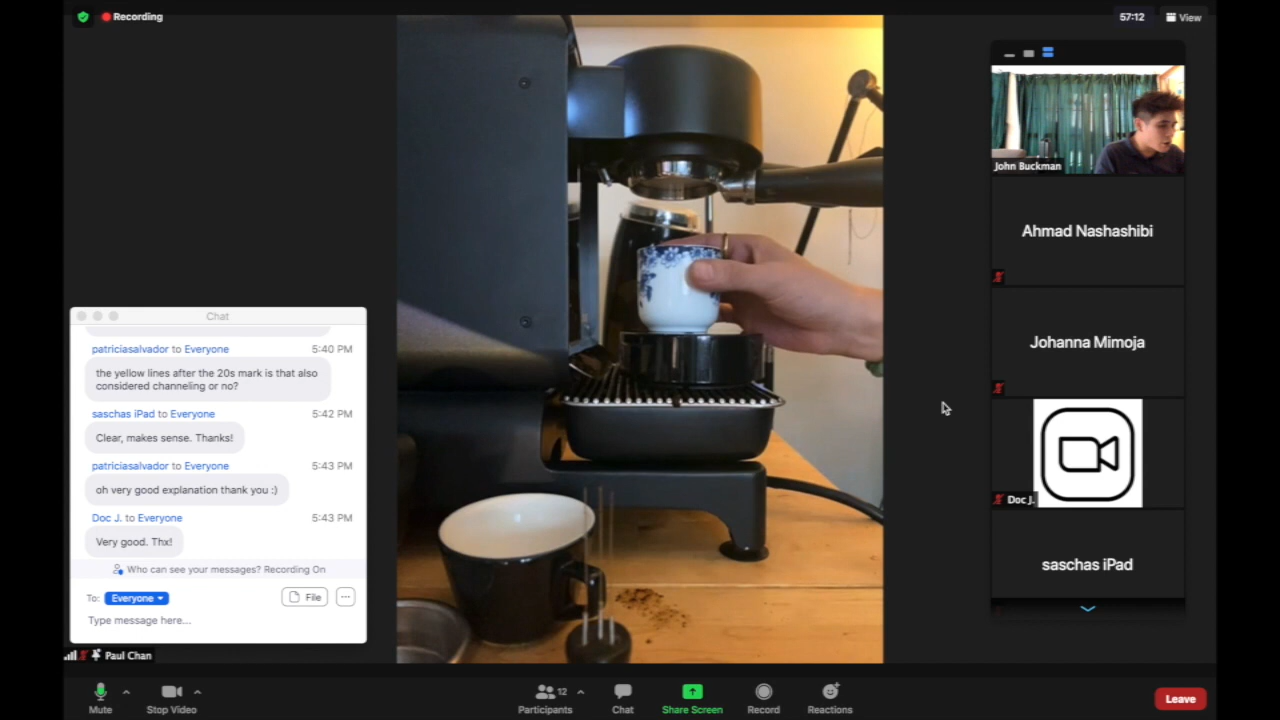 Recording
57:12
View
John Buckman
Ahmad Nashashibi
Johanna Mimoja
Doc J.
saschas iPad
Chat
patriciasalvador to Everyone 5:40 PM
the yellow lines after the 20s mark is that also
considered channeling or no?
saschas iPad to Everyone 5:42 PM
Clear, makes sense. Thanks!
patriciasalvador to Everyone 5:43 PM
oh very good explanation thank you :)
Doc J. to Everyone 5:43 PM
Very good. Thx!
Who can see your messages? Recording On
To: Everyone
File
Type message here...
Paul Chan
Mute
Stop Video
Participants 12
Chat
Share Screen
Record
Reactions
Leave